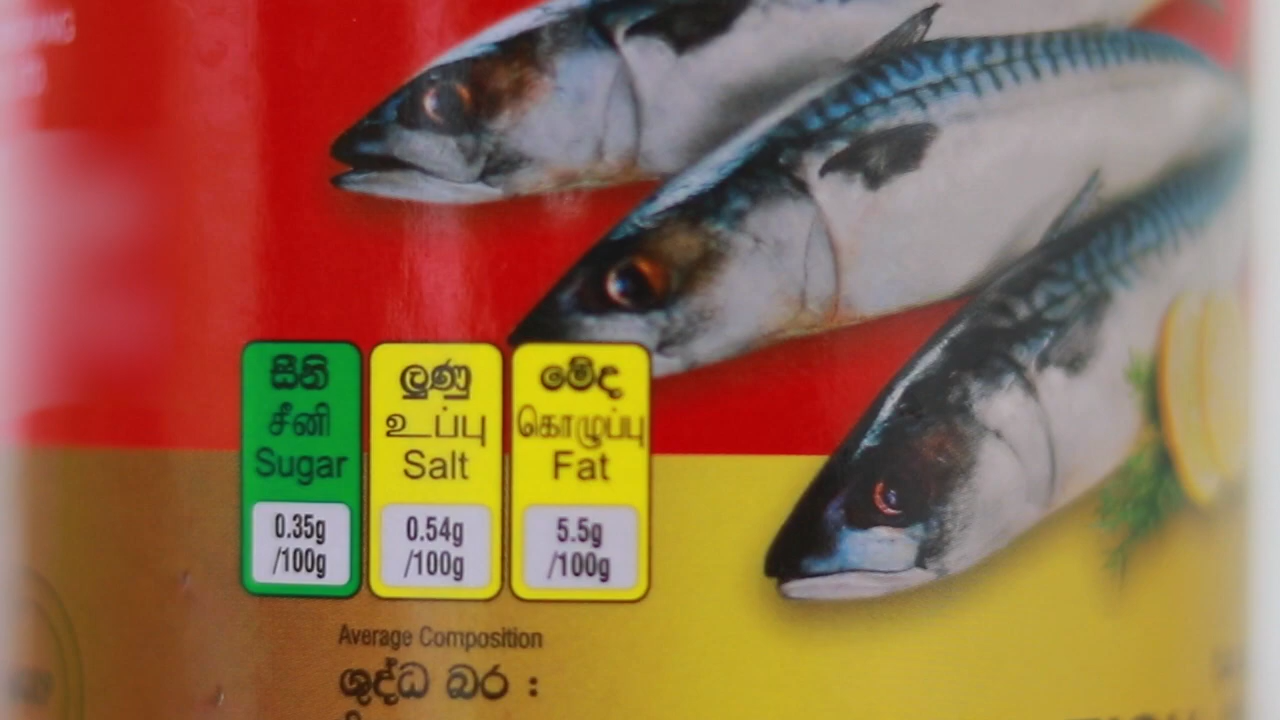 සීනි
சீனி
Sugar
0.35g
/100g
ලුණු
உப்பு
Salt
0.54g
/100g
මේද
கொழுப்பு
Fat
5.5g
/100g
Average Composition
ශුද්ධ බර :